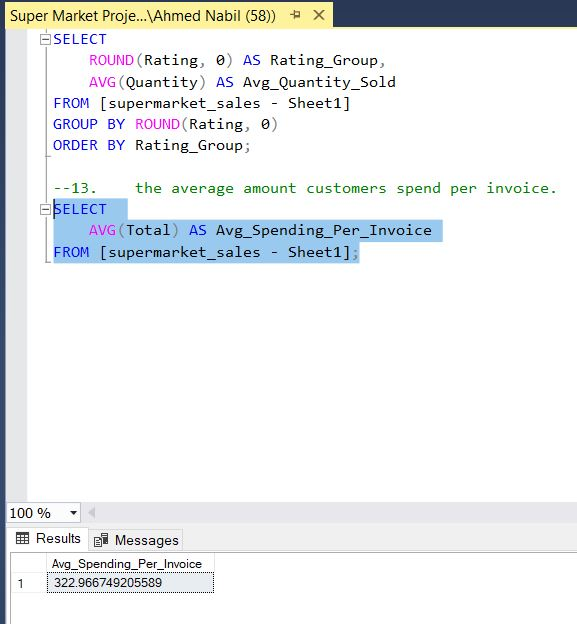 Super Market Proje...\Ahmed Nabil (58))
SELECT
ROUND(Rating, 0) AS Rating_Group,
AVG(Quantity) AS Avg_Quantity_Sold
FROM [supermarket_sales - Sheet1]
GROUP BY ROUND(Rating, 0)
ORDER BY Rating_Group;
--13. the average amount customers spend per invoice.
SELECT
AVG(Total) AS Avg_Spending_Per_Invoice
FROM [supermarket_sales - Sheet1];
100 %
Results Messages
Avg_Spending_Per_Invoice
1 322.966749205589